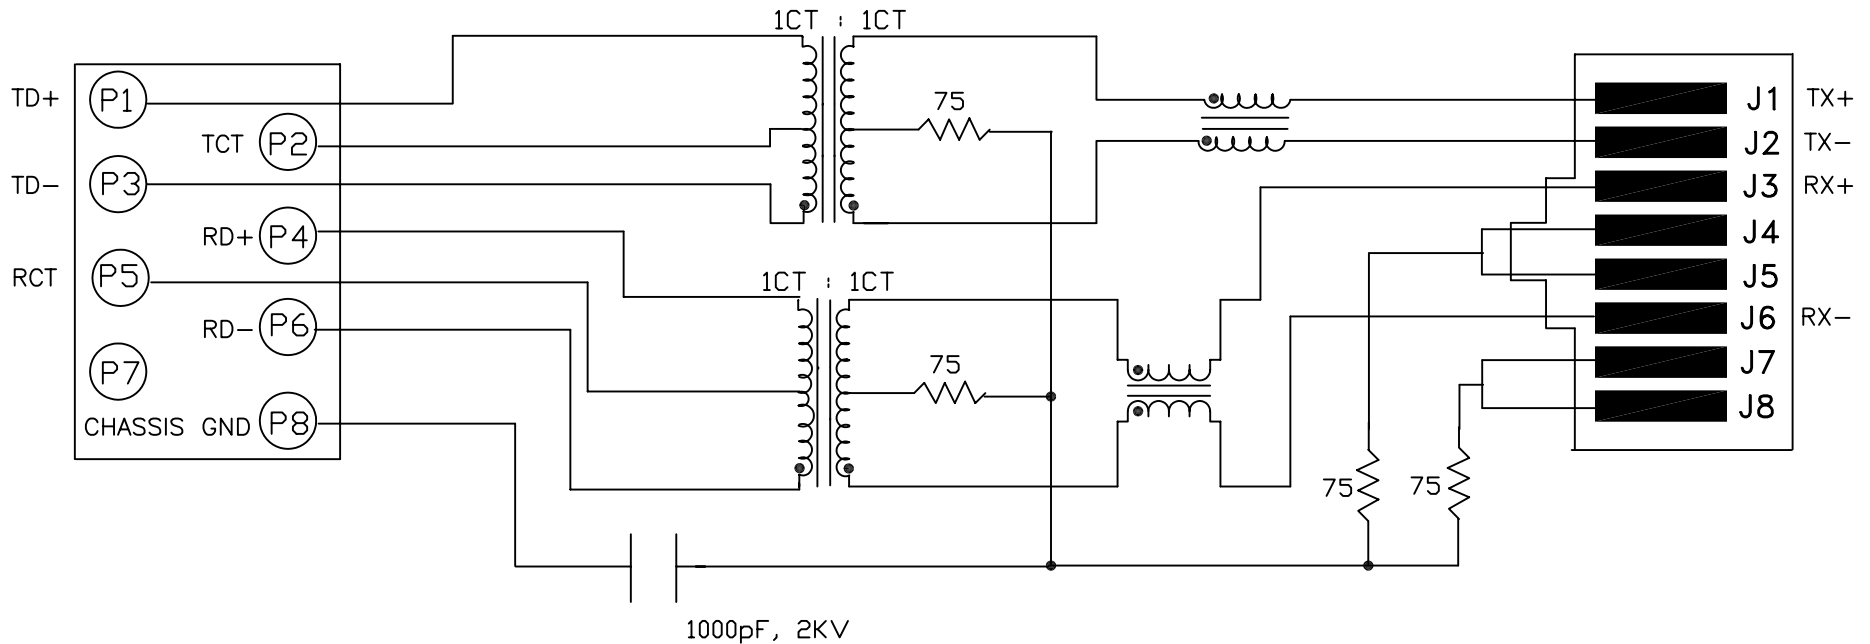 1CT : 1CT
TD+ P1
TCT P2
TD- P3
RD+ P4
RCT P5
RD- P6
P7
CHASSIS GND P8
75
1CT : 1CT
75
J1 TX+
J2 TX-
J3 RX+
J4
J5
J6 RX-
J7
J8
75
75
1000pF, 2KV